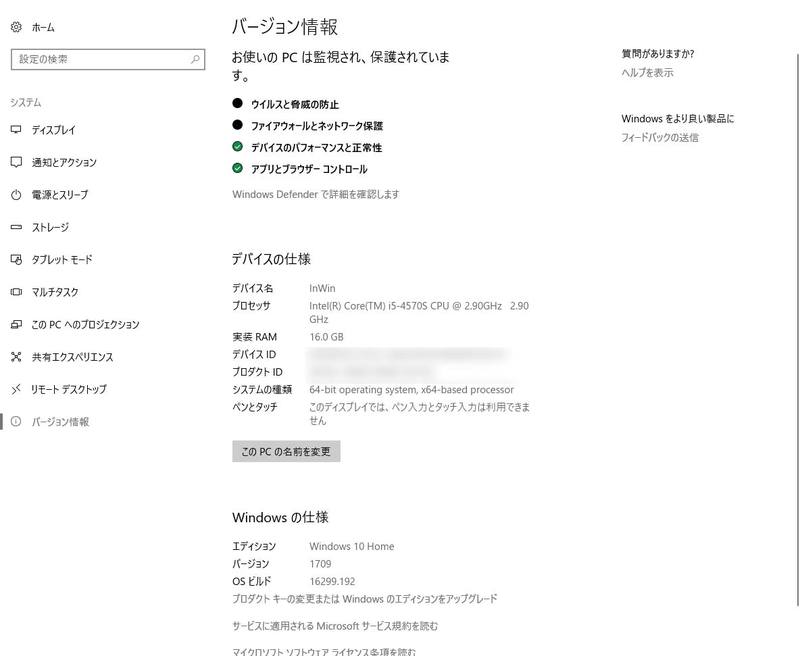 ホーム
設定の検索
システム
ディスプレイ
通知とアクション
電源とスリープ
ストレージ
タブレット モード
マルチタスク
この PC へのプロジェクション
共有エクスペリエンス
リモート デスクトップ
バージョン情報
バージョン情報
お使いの PC は監視され、保護されていま
す。
ウイルスと脅威の防止
ファイアウォールとネットワーク保護
デバイスのパフォーマンスと正常性
アプリとブラウザー コントロール
Windows Defender で詳細を確認します
デバイスの仕様
デバイス名 InWin
プロセッサ Intel(R) Core(TM) i5-4570S CPU @ 2.90GHz 2.90
GHz
実装 RAM 16.0 GB
デバイス ID
プロダクト ID
システムの種類 64-bit operating system, x64-based processor
ペンとタッチ このディスプレイでは、ペン入力とタッチ入力は利用できま
せん
この PC の名前を変更
Windows の仕様
エディション Windows 10 Home
バージョン 1709
OS ビルド 16299.192
プロダクト キーの変更または Windows のエディションをアップグレード
サービスに適用される Microsoft サービス規約を読む
マイクロソフト ソフトウェア ライセンス条項を読む
質問がありますか?
ヘルプを表示
Windows をより良い製品に
フィードバックの送信